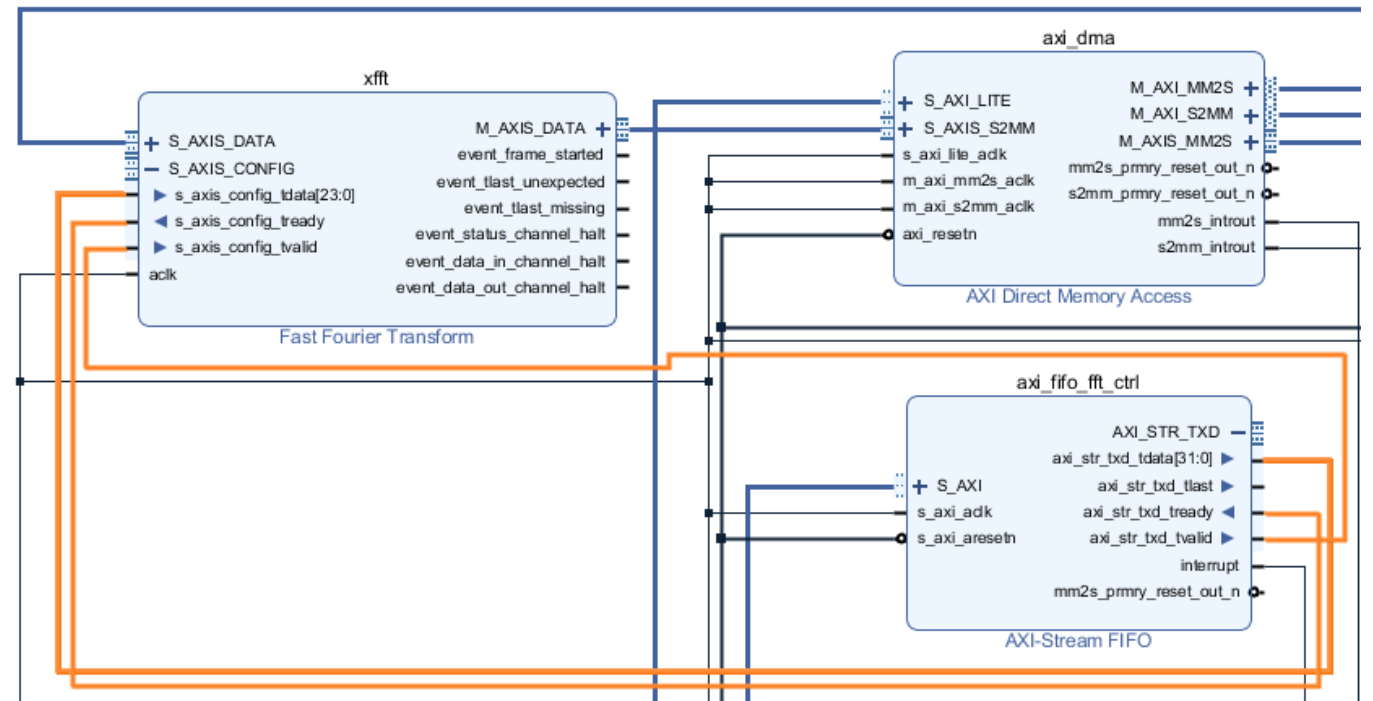 xfft
S_AXIS_DATA
S_AXIS_CONFIG
s_axis_config_tdata[23:0]
s_axis_config_tready
s_axis_config_tvalid
aclk
M_AXIS_DATA
event_frame_started
event_tlast_unexpected
event_tlast_missing
event_status_channel_halt
event_data_in_channel_halt
event_data_out_channel_halt
Fast Fourier Transform
axi_dma
S_AXI_LITE
S_AXIS_S2MM
s_axi_lite_aclk
m_axi_mm2s_aclk
m_axi_s2mm_aclk
axi_resetn
M_AXI_MM2S
M_AXI_S2MM
M_AXIS_MM2S
mm2s_prmry_reset_out_n
s2mm_prmry_reset_out_n
mm2s_introut
s2mm_introut
AXI Direct Memory Access
axi_fifo_fft_ctrl
S_AXI
s_axi_aclk
s_axi_aresetn
AXI_STR_TXD
axi_str_txd_tdata[31:0]
axi_str_txd_tlast
axi_str_txd_tready
axi_str_txd_tvalid
interrupt
mm2s_prmry_reset_out_n
AXI-Stream FIFO